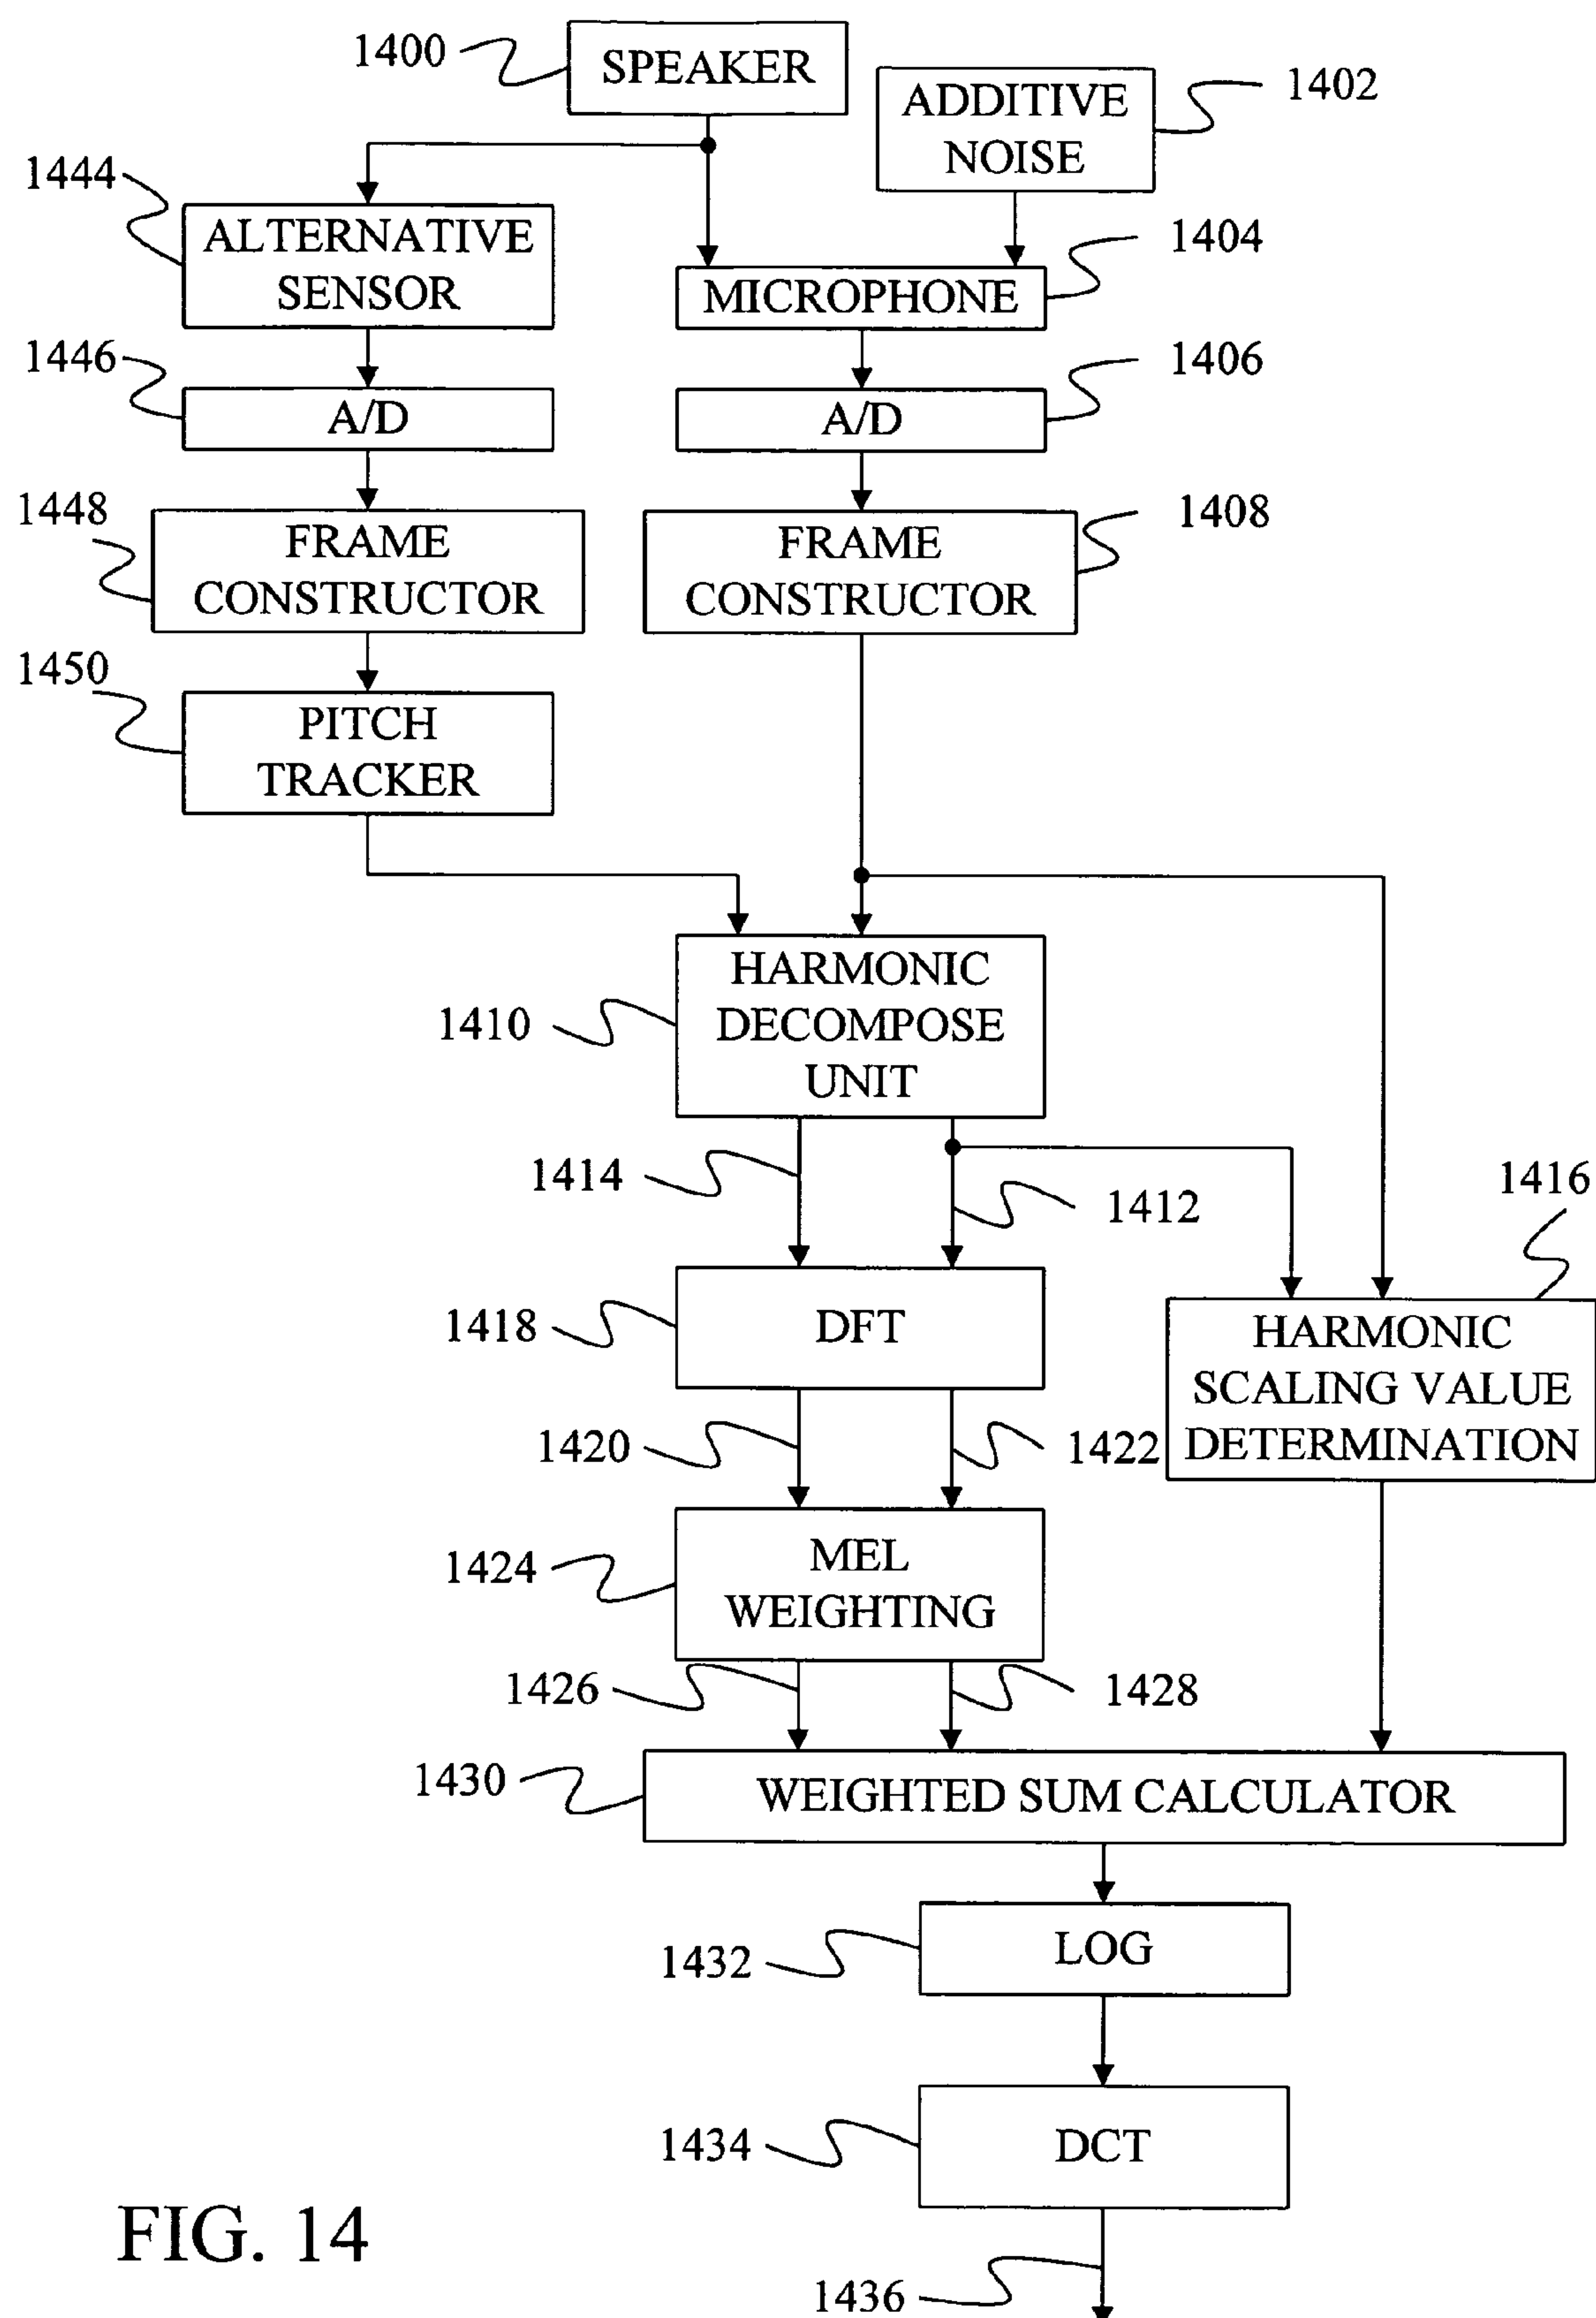 1400
SPEAKER
ADDITIVE
NOISE
1402
1444
ALTERNATIVE
SENSOR
MICROPHONE
1404
1446
A/D
A/D
1406
1448
FRAME
CONSTRUCTOR
FRAME
CONSTRUCTOR
1408
1450
PITCH
TRACKER
1410
HARMONIC
DECOMPOSE
UNIT
1414
1412
1416
1418
DFT
HARMONIC
SCALING VALUE
DETERMINATION
1420
1422
1424
MEL
WEIGHTING
1426
1428
1430
WEIGHTED SUM CALCULATOR
1432
LOG
1434
DCT
FIG. 14
1436